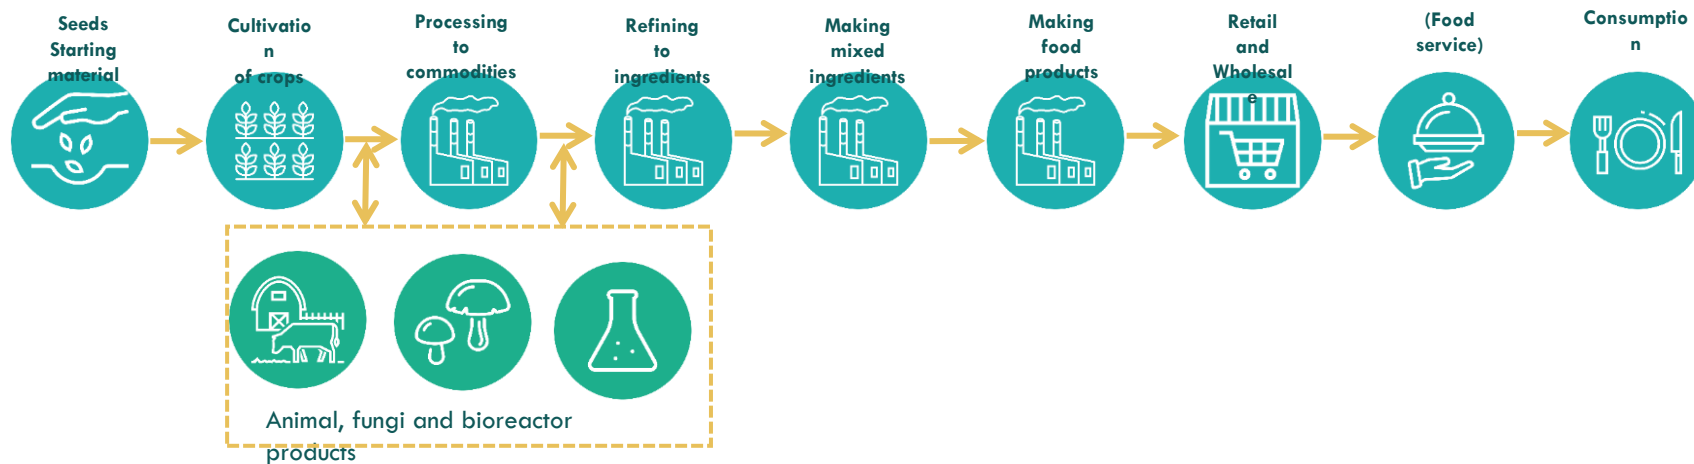 Seeds
Starting
material
Cultivatio
n
of crops
Processing
to
commodities
Refining
to
ingredients
Making
mixed
ingredients
Making
food
products
Retail
and
Wholesal
e
(Food
service)
Consumptio
n
Animal, fungi and bioreactor
products